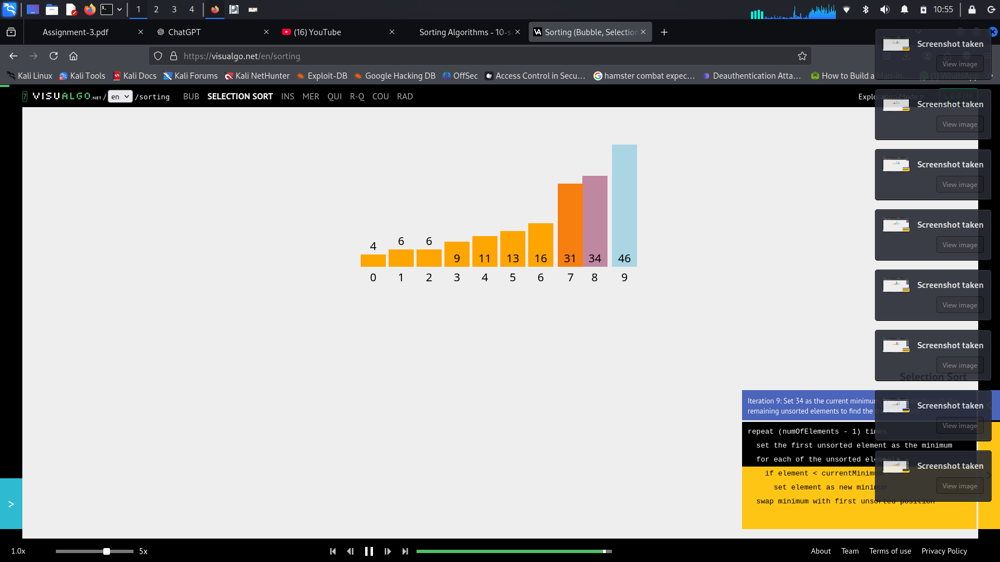 1 2 3 4 10:55
Assignment-3.pdf ChatGPT (16) YouTube Sorting Algorithms - 10-s Sorting (Bubble, Selection
https://visualgo.net/en/sorting
Kali Linux Kali Tools Kali Docs Kali Forums Kali NetHunter Exploit-DB Google Hacking DB OffSec Access Control in Secu… hamster combat expec… Deauthentication Atta… How to Build a Man-in… (1) WhatsApp
7 VISUALGO.NET / en /sorting BUB SELECTION SORT INS MER QUI R-Q COU RAD Exploration Mode LOGIN
Screenshot taken
View image
Screenshot taken
View image
Screenshot taken
View image
Screenshot taken
View image
Screenshot taken
View image
Screenshot taken
View image
Screenshot taken
View image
Screenshot taken
View image
4 6 6 9 11 13 16 31 34 46
0 1 2 3 4 5 6 7 8 9
Selection Sort
Iteration 9: Set 34 as the current minimum, through the
remaining unsorted elements to find the minimum.
repeat (numOfElements - 1) times
set the first unsorted element as the minimum
for each of the unsorted elements
if element < currentMinimum
set element as new minimum
swap minimum with first unsorted position
1.0x 5x About Team Terms of use Privacy Policy